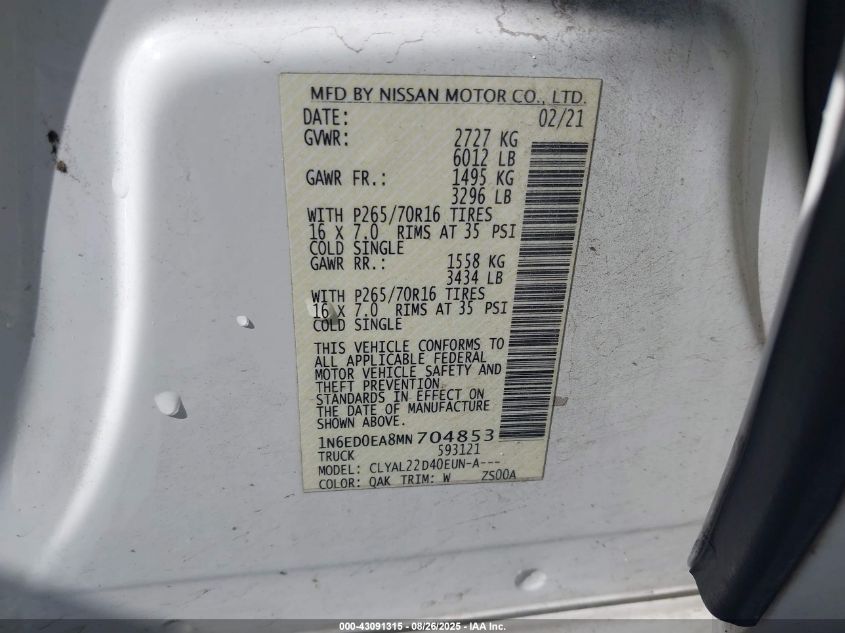 MFD BY NISSAN MOTOR CO., LTD.
DATE: 02/21
GVWR: 2727 KG
6012 LB
GAWR FR.: 1495 KG
3296 LB
WITH P265/70R16 TIRES
16 X 7.0 RIMS AT 35 PSI
COLD SINGLE
GAWR RR.: 1558 KG
3434 LB
WITH P265/70R16 TIRES
16 X 7.0 RIMS AT 35 PSI
COLD SINGLE
THIS VEHICLE CONFORMS TO
ALL APPLICABLE FEDERAL
MOTOR VEHICLE SAFETY AND
THEFT PREVENTION
STANDARDS IN EFFECT ON
THE DATE OF MANUFACTURE
SHOWN ABOVE.
1N6ED0EA8MN 704853
TRUCK 593121
MODEL: CLYAL22D40EUN-A---
COLOR: QAK TRIM: W ZS00A
000-43091315 - 08/26/2025 - IAA Inc.